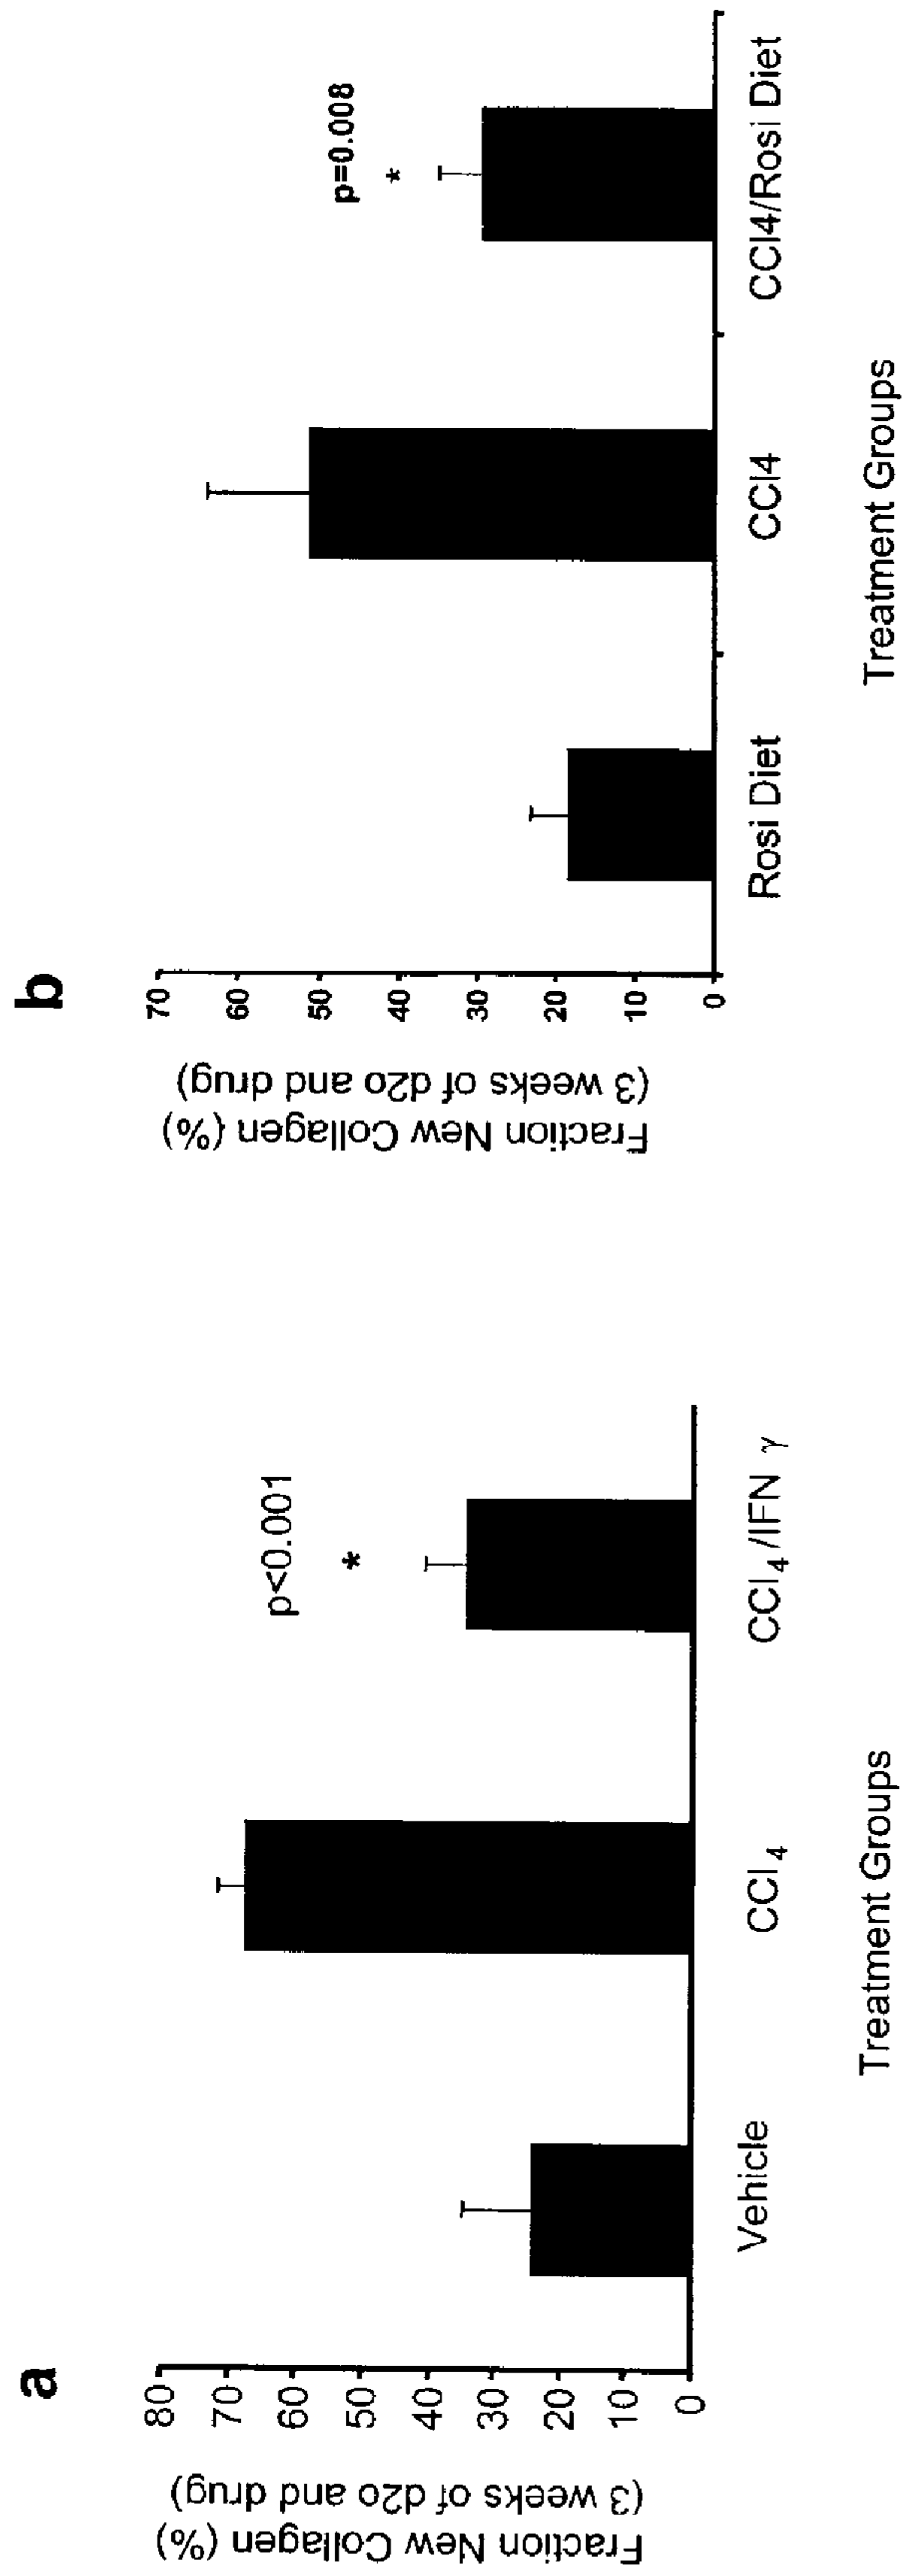 a
Fraction New Collagen (%)
(3 weeks of d2o and drug)
80
70
60
50
40
30
20
10
0
p<0.001
*
Vehicle
CCl4
CCl4/IFN γ
Treatment Groups
b
Fraction New Collagen (%)
(3 weeks of d2o and drug)
70
60
50
40
30
20
10
0
p=0.008
*
Rosi Diet
CCl4
CCl4/Rosi Diet
Treatment Groups